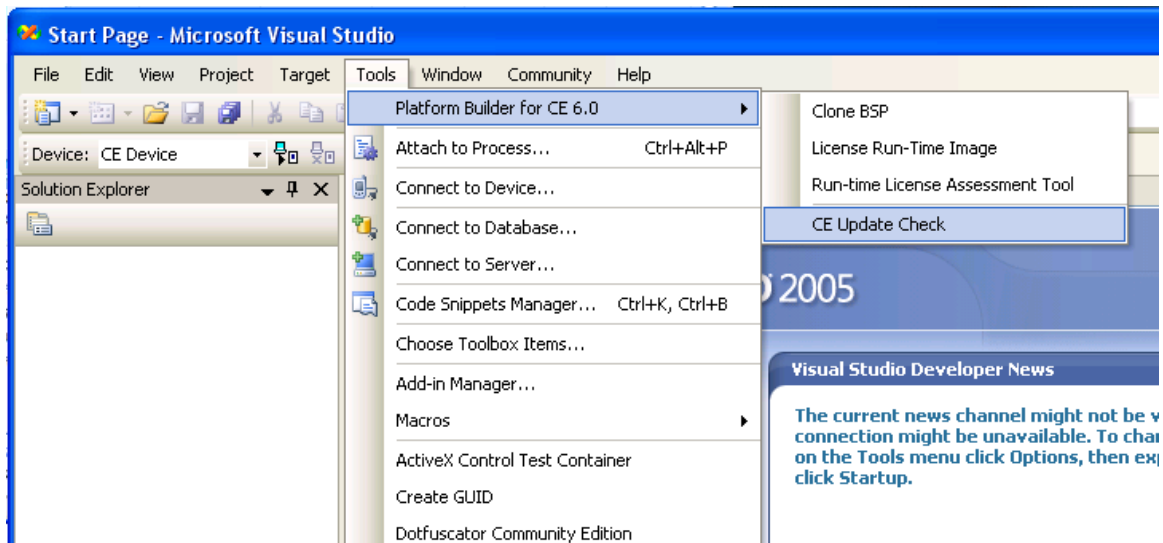 Start Page - Microsoft Visual Studio
File Edit View Project Target Tools Window Community Help
Platform Builder for CE 6.0
Clone BSP
License Run-Time Image
Run-time License Assessment Tool
CE Update Check
Device: CE Device
Solution Explorer
Attach to Process... Ctrl+Alt+P
Connect to Device...
Connect to Database...
Connect to Server...
Code Snippets Manager... Ctrl+K, Ctrl+B
Choose Toolbox Items...
Add-in Manager...
Macros
ActiveX Control Test Container
Create GUID
Dotfuscator Community Edition
2005
Visual Studio Developer News
The current news channel might not be
connection might be unavailable. To
on the Tools menu click Options, then
click Startup.